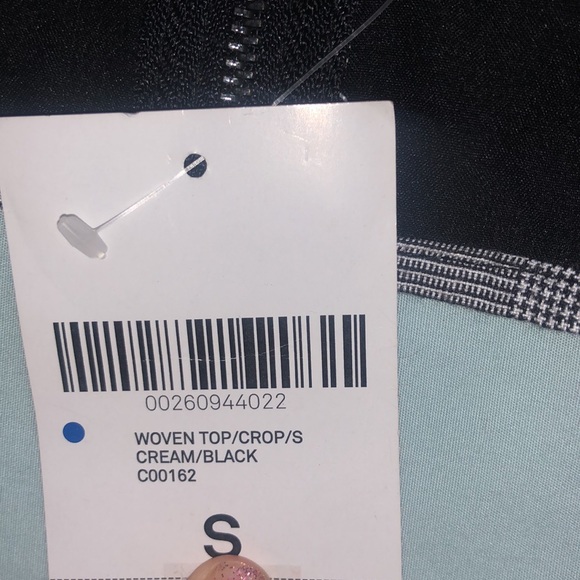 00260944022
WOVEN TOP/CROP/S
CREAM/BLACK
C00162
S